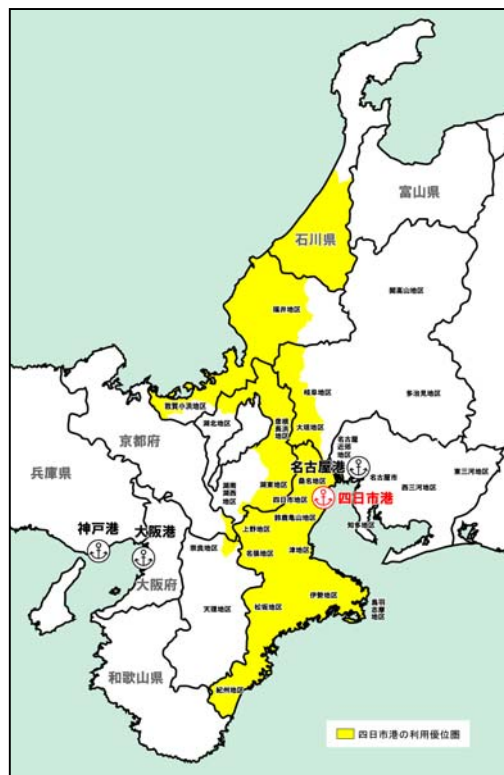 富山県
石川県
関高山地区
福井地区
岐阜地区
多治見地区
敦賀小浜地区
湖北地区
彦根
長浜
地区
大垣地区
京都府
名古屋
近郊
地区
名古屋港
兵庫県
湖南
湖西
地区
湖東地区
桑名地区
名古屋市
東三河地区
西三河地区
四日市地区
四日市港
鈴鹿亀山地区
知多地区
神戸港
大阪港
上野地区
奈良地区
名張地区
津地区
大阪府
天理地区
松坂地区
伊勢地区
鳥羽
志摩
地区
和歌山県
紀州地区
四日市港の利用優位圏